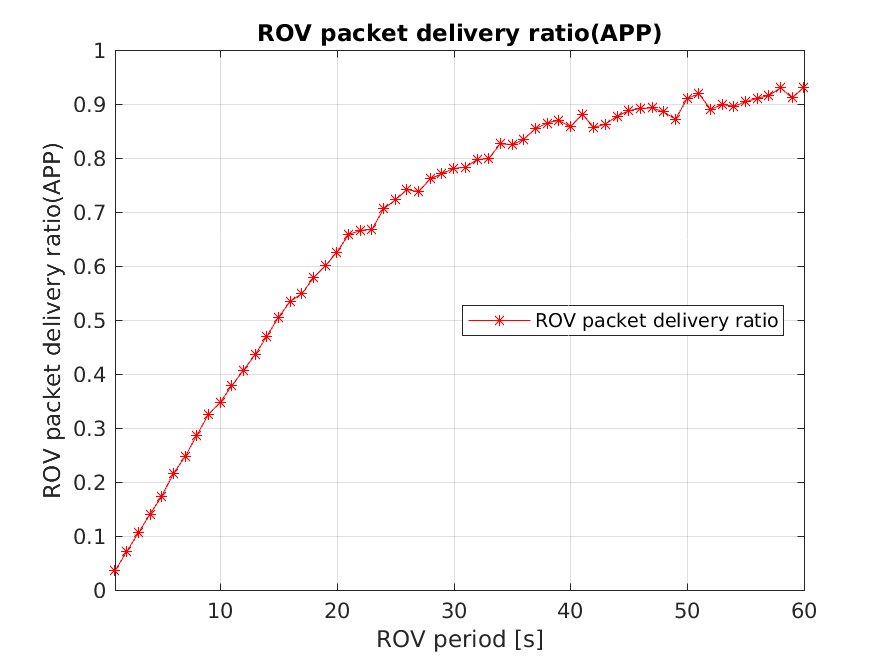 ROV packet delivery ratio(APP)
1
0.9
0.8
0.7
0.6
0.5
0.4
0.3
0.2
0.1
0
ROV packet delivery ratio(APP)
ROV packet delivery ratio
10 20 30 40 50 60
ROV period [s]